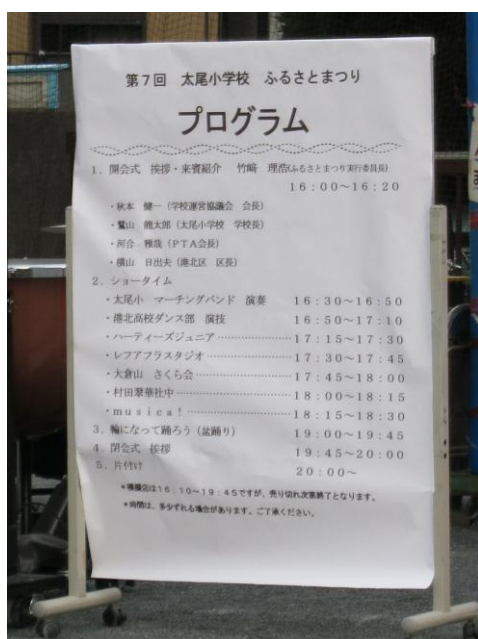 第7回 太尾小学校 ふるさとまつり
プログラム
1．開会式 挨拶・来賓紹介 竹﨑 理浩(ふるさとまつり実行委員長)
16：00～16：20
・秋本 健一（学校運営協議会 会長）
・鷲山 龍太郎（太尾小学校 学校長）
・河合 雅哉（PTA会長）
・横山 日出夫（港北区 区長）
2．ショータイム
・太尾小 マーチングバンド 演奏 16：30～16：50
・港北高校ダンス部 演技 16：50～17：10
・ハーティーズジュニア 17：15～17：30
・レフアフラスタジオ 17：30～17：45
・大倉山 さくら会 17：45～18：00
・村田翠華社中 18：00～18：15
・musica！ 18：15～18：30
3．輪になって踊ろう（盆踊り） 19：00～19：45
4．閉会式 挨拶 19：45～20：00
5．片付け 20：00～
＊模擬店は16：10～19：45ですが、売り切れ次第終了となります。
＊時間は、多少ずれる場合があります。ご了承ください。